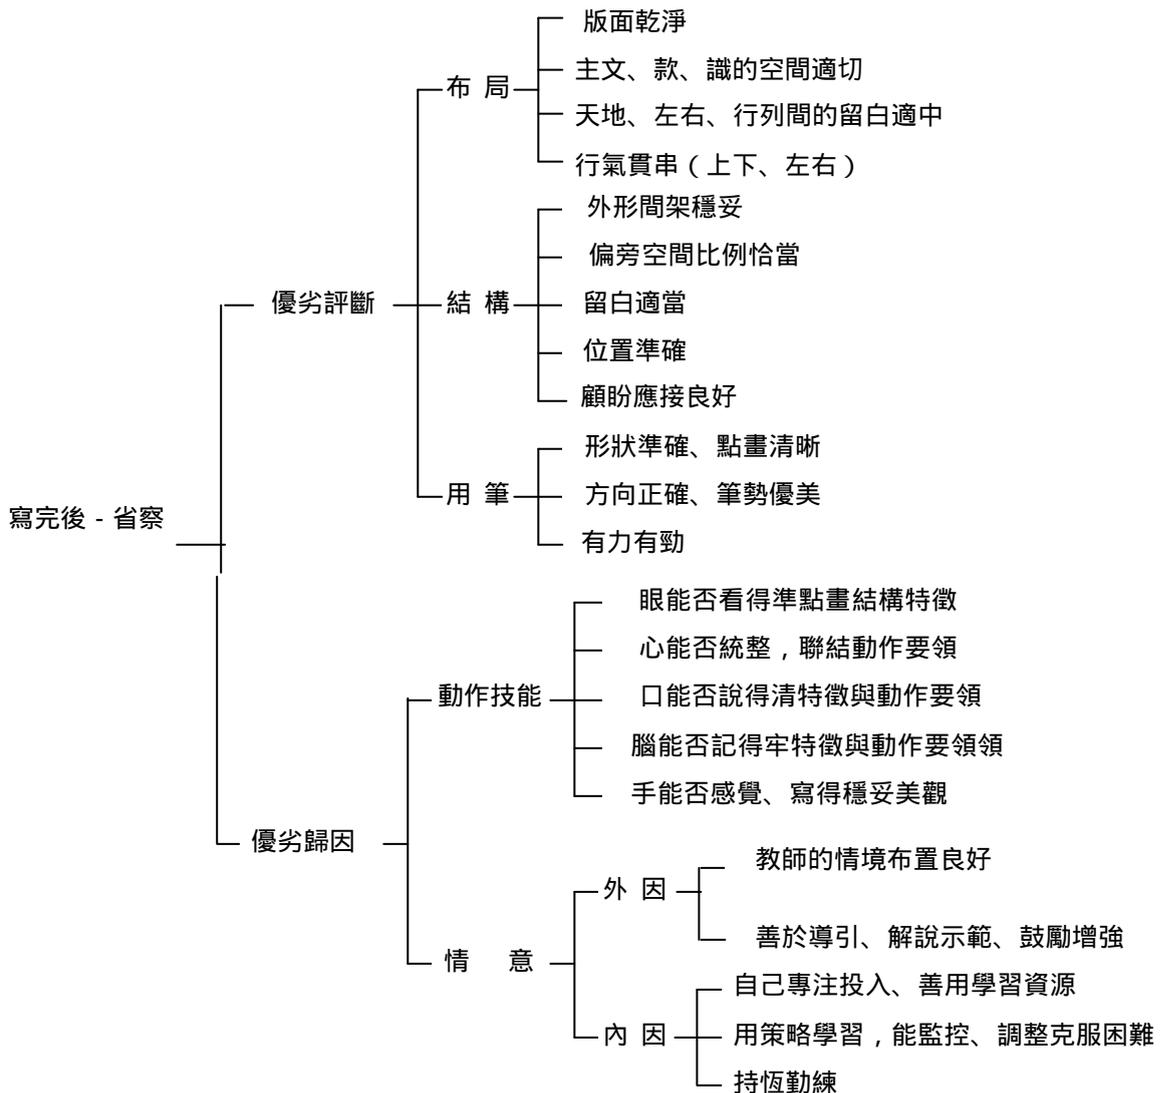 版面乾淨
主文、款、識的空間適切
布 局
天地、左右、行列間的留白適中
行氣貫串(上下、左右)
外形間架穩妥
偏旁空間比例恰當
優劣評斷
結 構
留白適當
位置準確
顧盼應接良好
形狀準確、點畫清晰
用 筆
方向正確、筆勢優美
有力有勁
寫完後 - 省察
眼能否看得準點畫結構特徵
心能否統整,聯結動作要領
動作技能
口能否說得清特徵與動作要領
腦能否記得牢特徵與動作要領領
手能否感覺、寫得穩妥美觀
優劣歸因
教師的情境布置良好
外 因
善於導引、解說示範、鼓勵增強
情 意
自己專注投入、善用學習資源
內 因
用策略學習,能監控、調整克服困難
持恆勤練